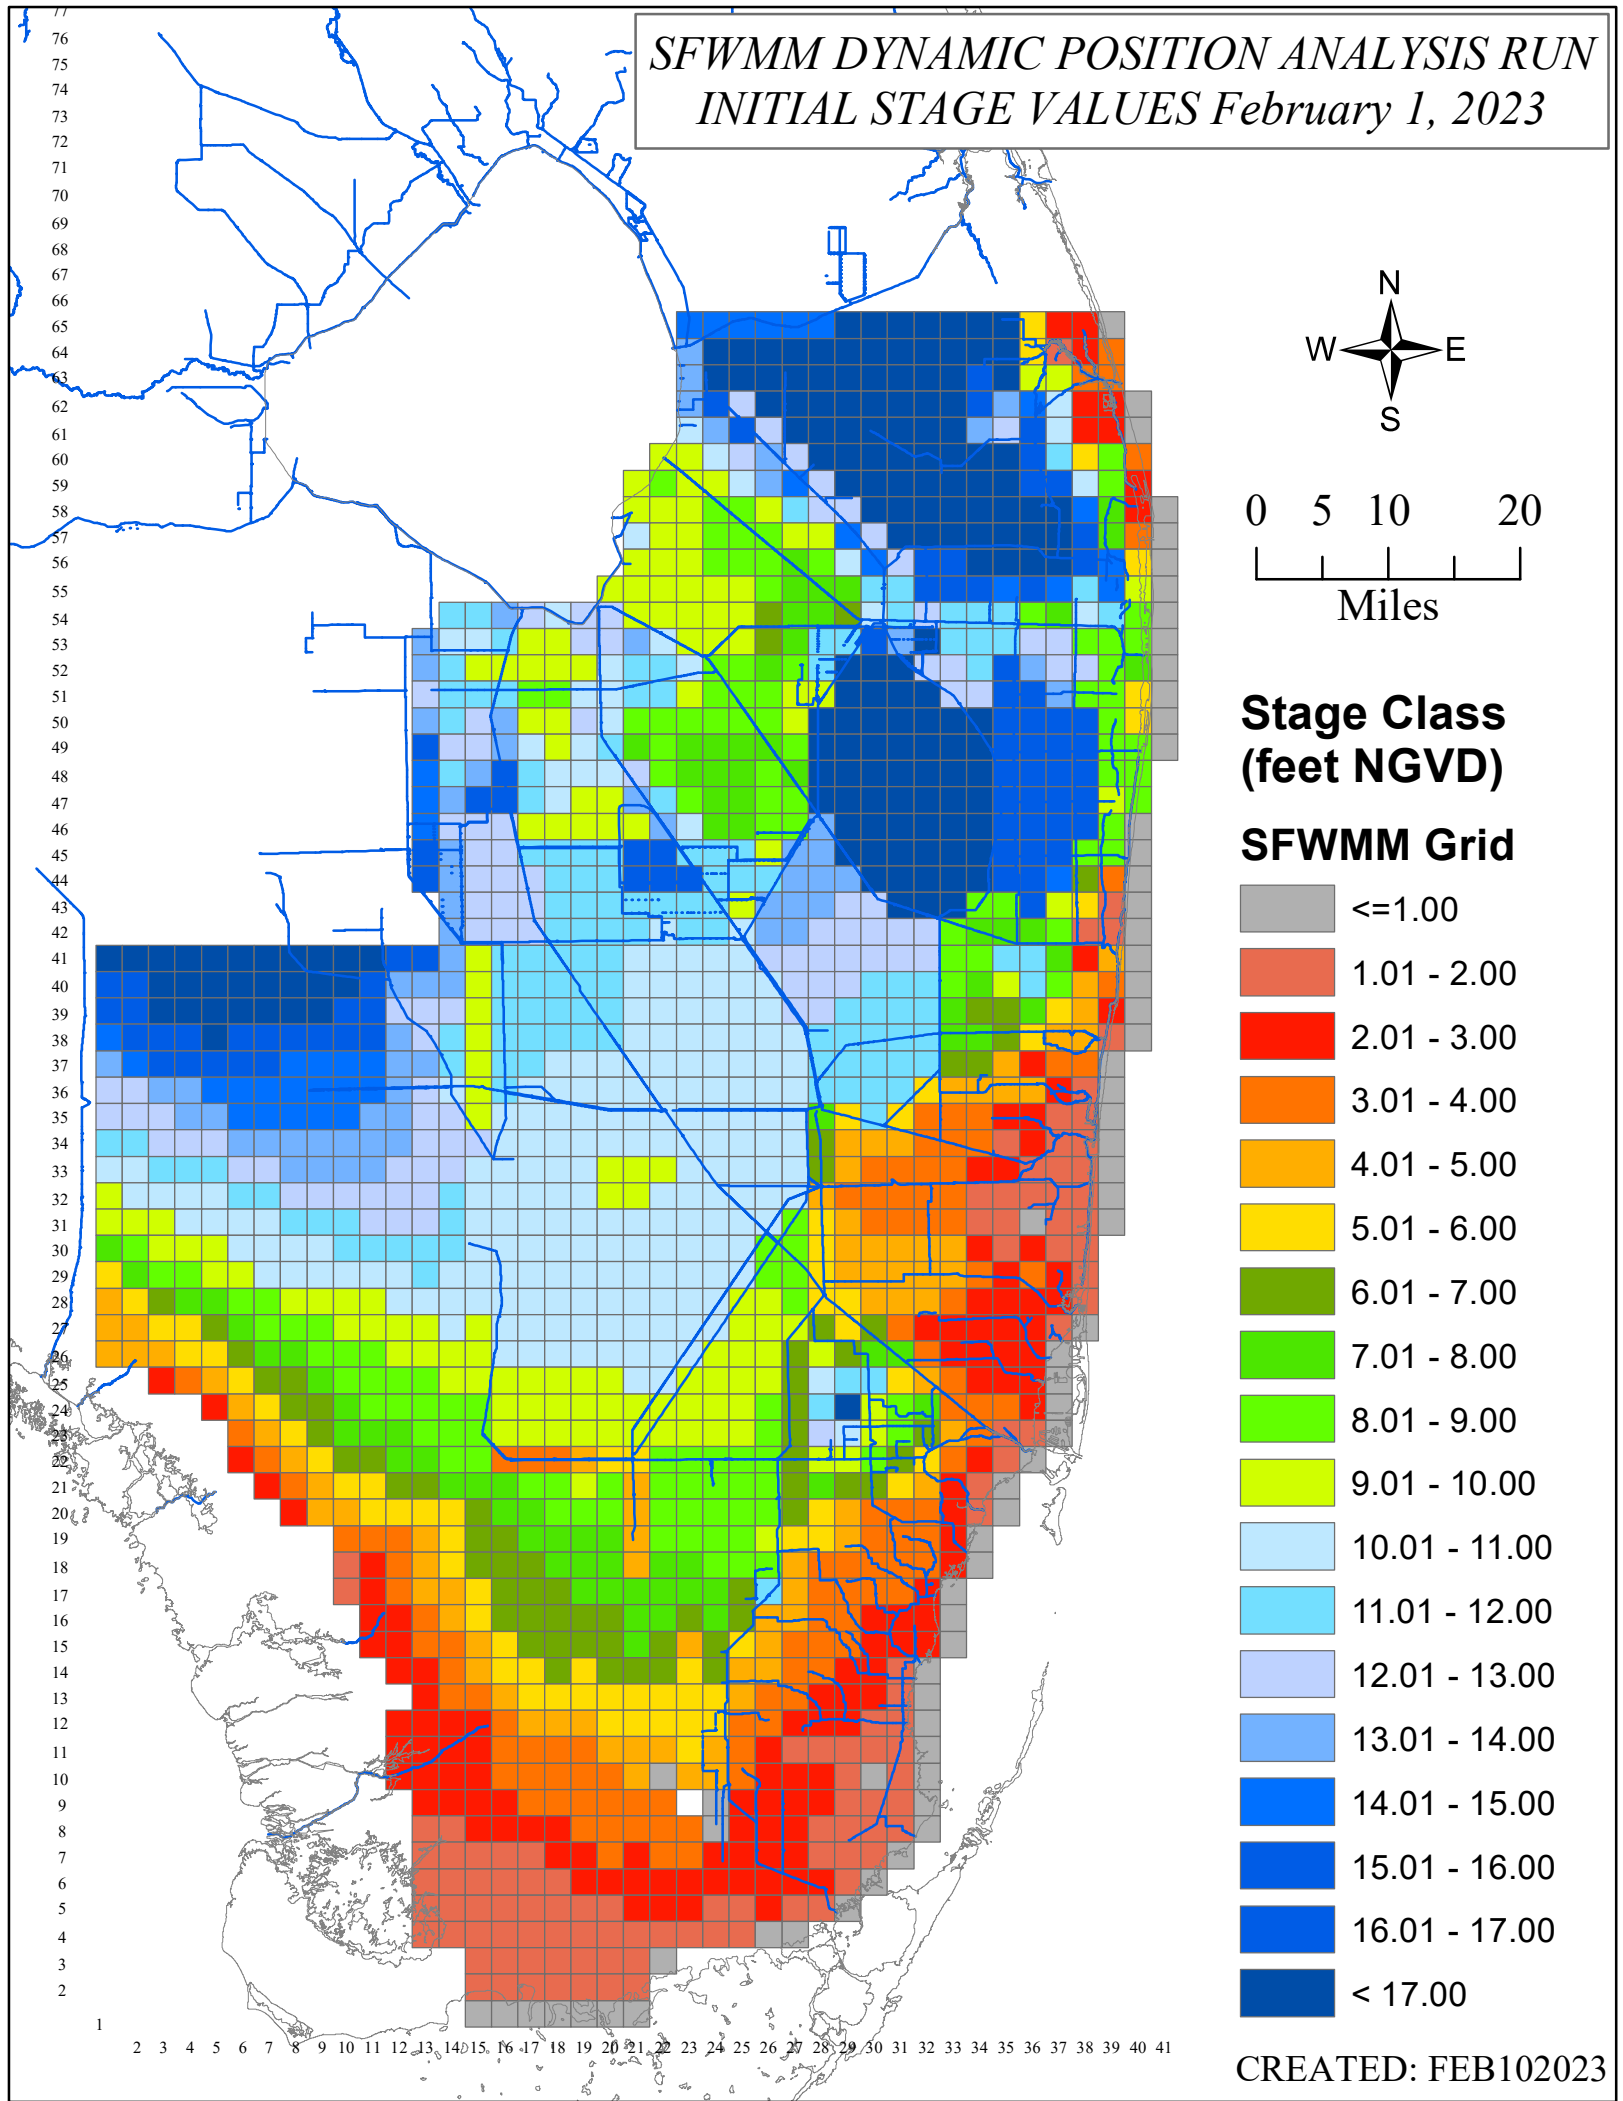 SFWMM DYNAMIC POSITION ANALYSIS RUN
INITIAL STAGE VALUES February 1, 2023
77
76
75
74
73
72
71
70
69
68
67
66
65
64
63
62
61
60
59
58
57
56
55
54
53
52
51
50
49
48
47
46
45
44
43
42
41
40
39
38
37
36
35
34
33
32
31
30
29
28
27
26
25
24
23
22
21
20
19
18
17
16
15
14
13
12
11
10
9
8
7
6
5
4
3
2
1
2 3 4 5 6 7 8 9 10 11 12 13 14 15 16 17 18 19 20 21 22 23 24 25 26 27 28 29 30 31 32 33 34 35 36 37 38 39 40 41
N
W E
S
0 5 10 20
Miles
Stage Class
(feet NGVD)
SFWMM Grid
<=1.00
1.01 - 2.00
2.01 - 3.00
3.01 - 4.00
4.01 - 5.00
5.01 - 6.00
6.01 - 7.00
7.01 - 8.00
8.01 - 9.00
9.01 - 10.00
10.01 - 11.00
11.01 - 12.00
12.01 - 13.00
13.01 - 14.00
14.01 - 15.00
15.01 - 16.00
16.01 - 17.00
< 17.00
CREATED: FEB102023